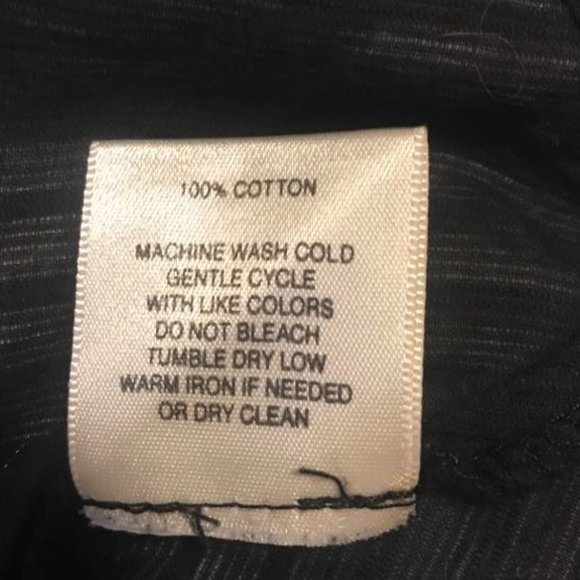 100% COTTON
MACHINE WASH COLD
GENTLE CYCLE
WITH LIKE COLORS
DO NOT BLEACH
TUMBLE DRY LOW
WARM IRON IF NEEDED
OR DRY CLEAN